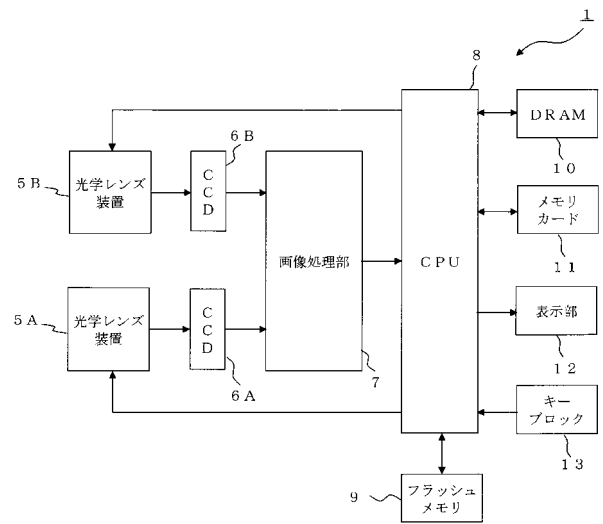 1
8
DRAM
10
5B
光学レンズ
装置
6B
CCD
画像処理部
7
CPU
メモリ
カード
11
5A
光学レンズ
装置
CCD
6A
表示部
12
キー
ブロック
13
9
フラッシュ
メモリ